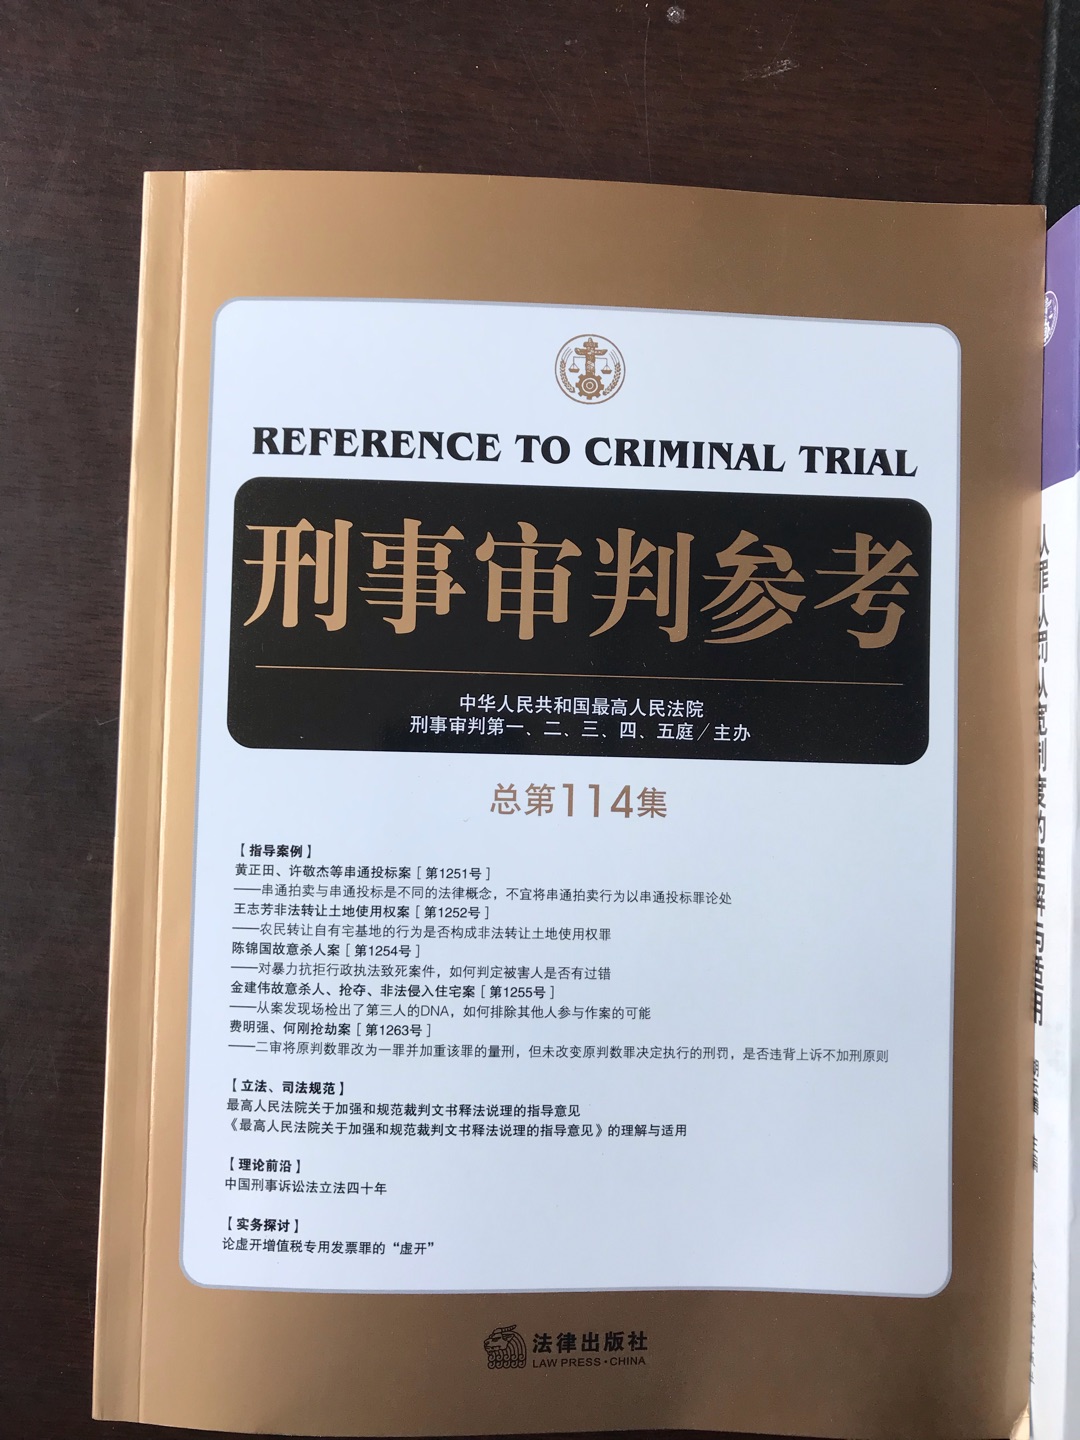 REFERENCE TO CRIMINAL TRIAL
刑事审判参考
中华人民共和国最高人民法院
刑事审判第一、二、三、四、五庭／主办
总第114集
【指导案例】
黄正田、许敬杰等串通投标案［第1251号］
——串通拍卖与串通投标是不同的法律概念，不宜将串通拍卖行为以串通投标罪论处
王志芳非法转让土地使用权案［第1252号］
——农民转让自有宅基地的行为是否构成非法转让土地使用权罪
陈锦国故意杀人案［第1254号］
——对暴力抗拒行政执法致死案件，如何判定被害人是否有过错
金建伟故意杀人、抢夺、非法侵入住宅案［第1255号］
——从案发现场检出了第三人的DNA，如何排除其他人参与作案的可能
费明强、何刚抢劫案［第1263号］
——二审将原判数罪改为一罪并加重该罪的量刑，但未改变原判数罪决定执行的刑罚，是否违背上诉不加刑原则
【立法、司法规范】
最高人民法院关于加强和规范裁判文书释法说理的指导意见
《最高人民法院关于加强和规范裁判文书释法说理的指导意见》的理解与适用
【理论前沿】
中国刑事诉讼法立法四十年
【实务探讨】
论虚开增值税专用发票罪的“虚开”
法律出版社
LAW PRESS·CHINA
认罪认罚从宽制度的理解与适用
主编